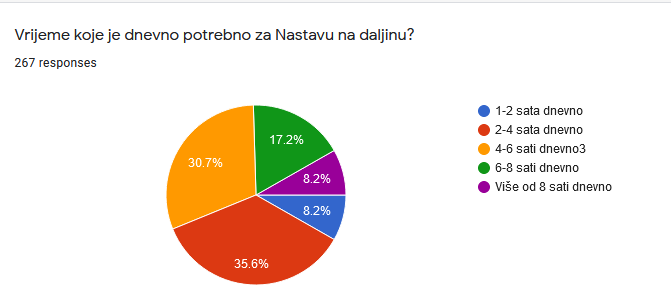 Vrijeme koje je dnevno potrebno za Nastavu na daljinu?
267 responses
1-2 sata dnevno
2-4 sata dnevno
4-6 sati dnevno3
6-8 sati dnevno
Više od 8 sati dnevno
17.2%
30.7%
8.2%
8.2%
35.6%